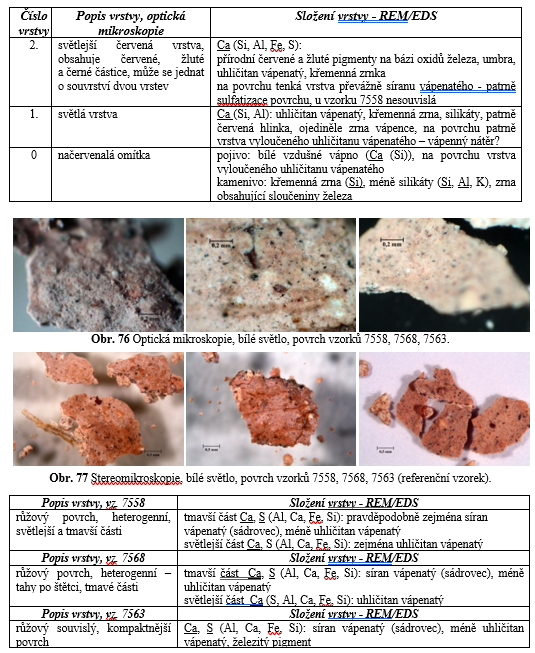 Číslo vrstvy	Popis vrstvy, optická mikroskopie	Složení vrstvy - REM/EDS
2.	světlejší červená vrstva, obsahuje červené, žluté a černé částice, může se jednat o souvrství dvou vrstev	Ca (Si, Al, Fe, S):
přírodní červené a žluté pigmenty na bázi oxidů železa, umbra, uhličitan vápenatý, křemenná zrnka
na povrchu tenká vrstva převážně síranu vápenatého - patrně sulfatizace povrchu, u vzorku 7558 nesouvislá
1.	světlá vrstva	Ca (Si, Al): uhličitan vápenatý, křemenná zrna, silikáty, patrně červená hlinka, ojediněle zrna vápence, na povrchu patrně vrstva vyloučeného uhličitanu vápenatého – vápenný nátěr?
0	načervenalá omítka	pojivo: bílé vzdušné vápno (Ca (Si)), na povrchu vrstva vyloučeného uhličitanu vápenatého
kamenivo: křemenná zrna (Si), méně silikáty (Si, Al, K), zrna obsahující sloučeniny železa
0,2 mm
0,2 mm
0,2 mm
Obr. 76 Optická mikroskopie, bílé světlo, povrch vzorků 7558, 7568, 7563.
0,5 mm
0,5 mm
0,5 mm
Obr. 77 Stereomikroskopie, bílé světlo, povrch vzorků 7558, 7568, 7563 (referenční vzorek).
Popis vrstvy, vz. 7558	Složení vrstvy - REM/EDS
růžový povrch, heterogenní, světlejší a tmavší části	tmavší část Ca, S (Al, Ca, Fe, Si): pravděpodobně zejména síran vápenatý (sádrovec), méně uhličitan vápenatý
světlejší část Ca, S (Al, Ca, Fe, Si): zejména uhličitan vápenatý
Popis vrstvy, vz. 7568	Složení vrstvy - REM/EDS
růžový povrch, heterogenní – tahy po štětci, tmavé části	tmavší část Ca, S (Al, Ca, Fe, Si): síran vápenatý (sádrovec), méně uhličitan vápenatý
světlejší část Ca (S, Al, Ca, Fe, Si): uhličitan vápenatý
Popis vrstvy, vz. 7563	Složení vrstvy - REM/EDS
růžový souvislý, kompaktnější povrch	Ca, S (Al, Ca, Fe, Si): síran vápenatý (sádrovec), méně uhličitan vápenatý, železitý pigment